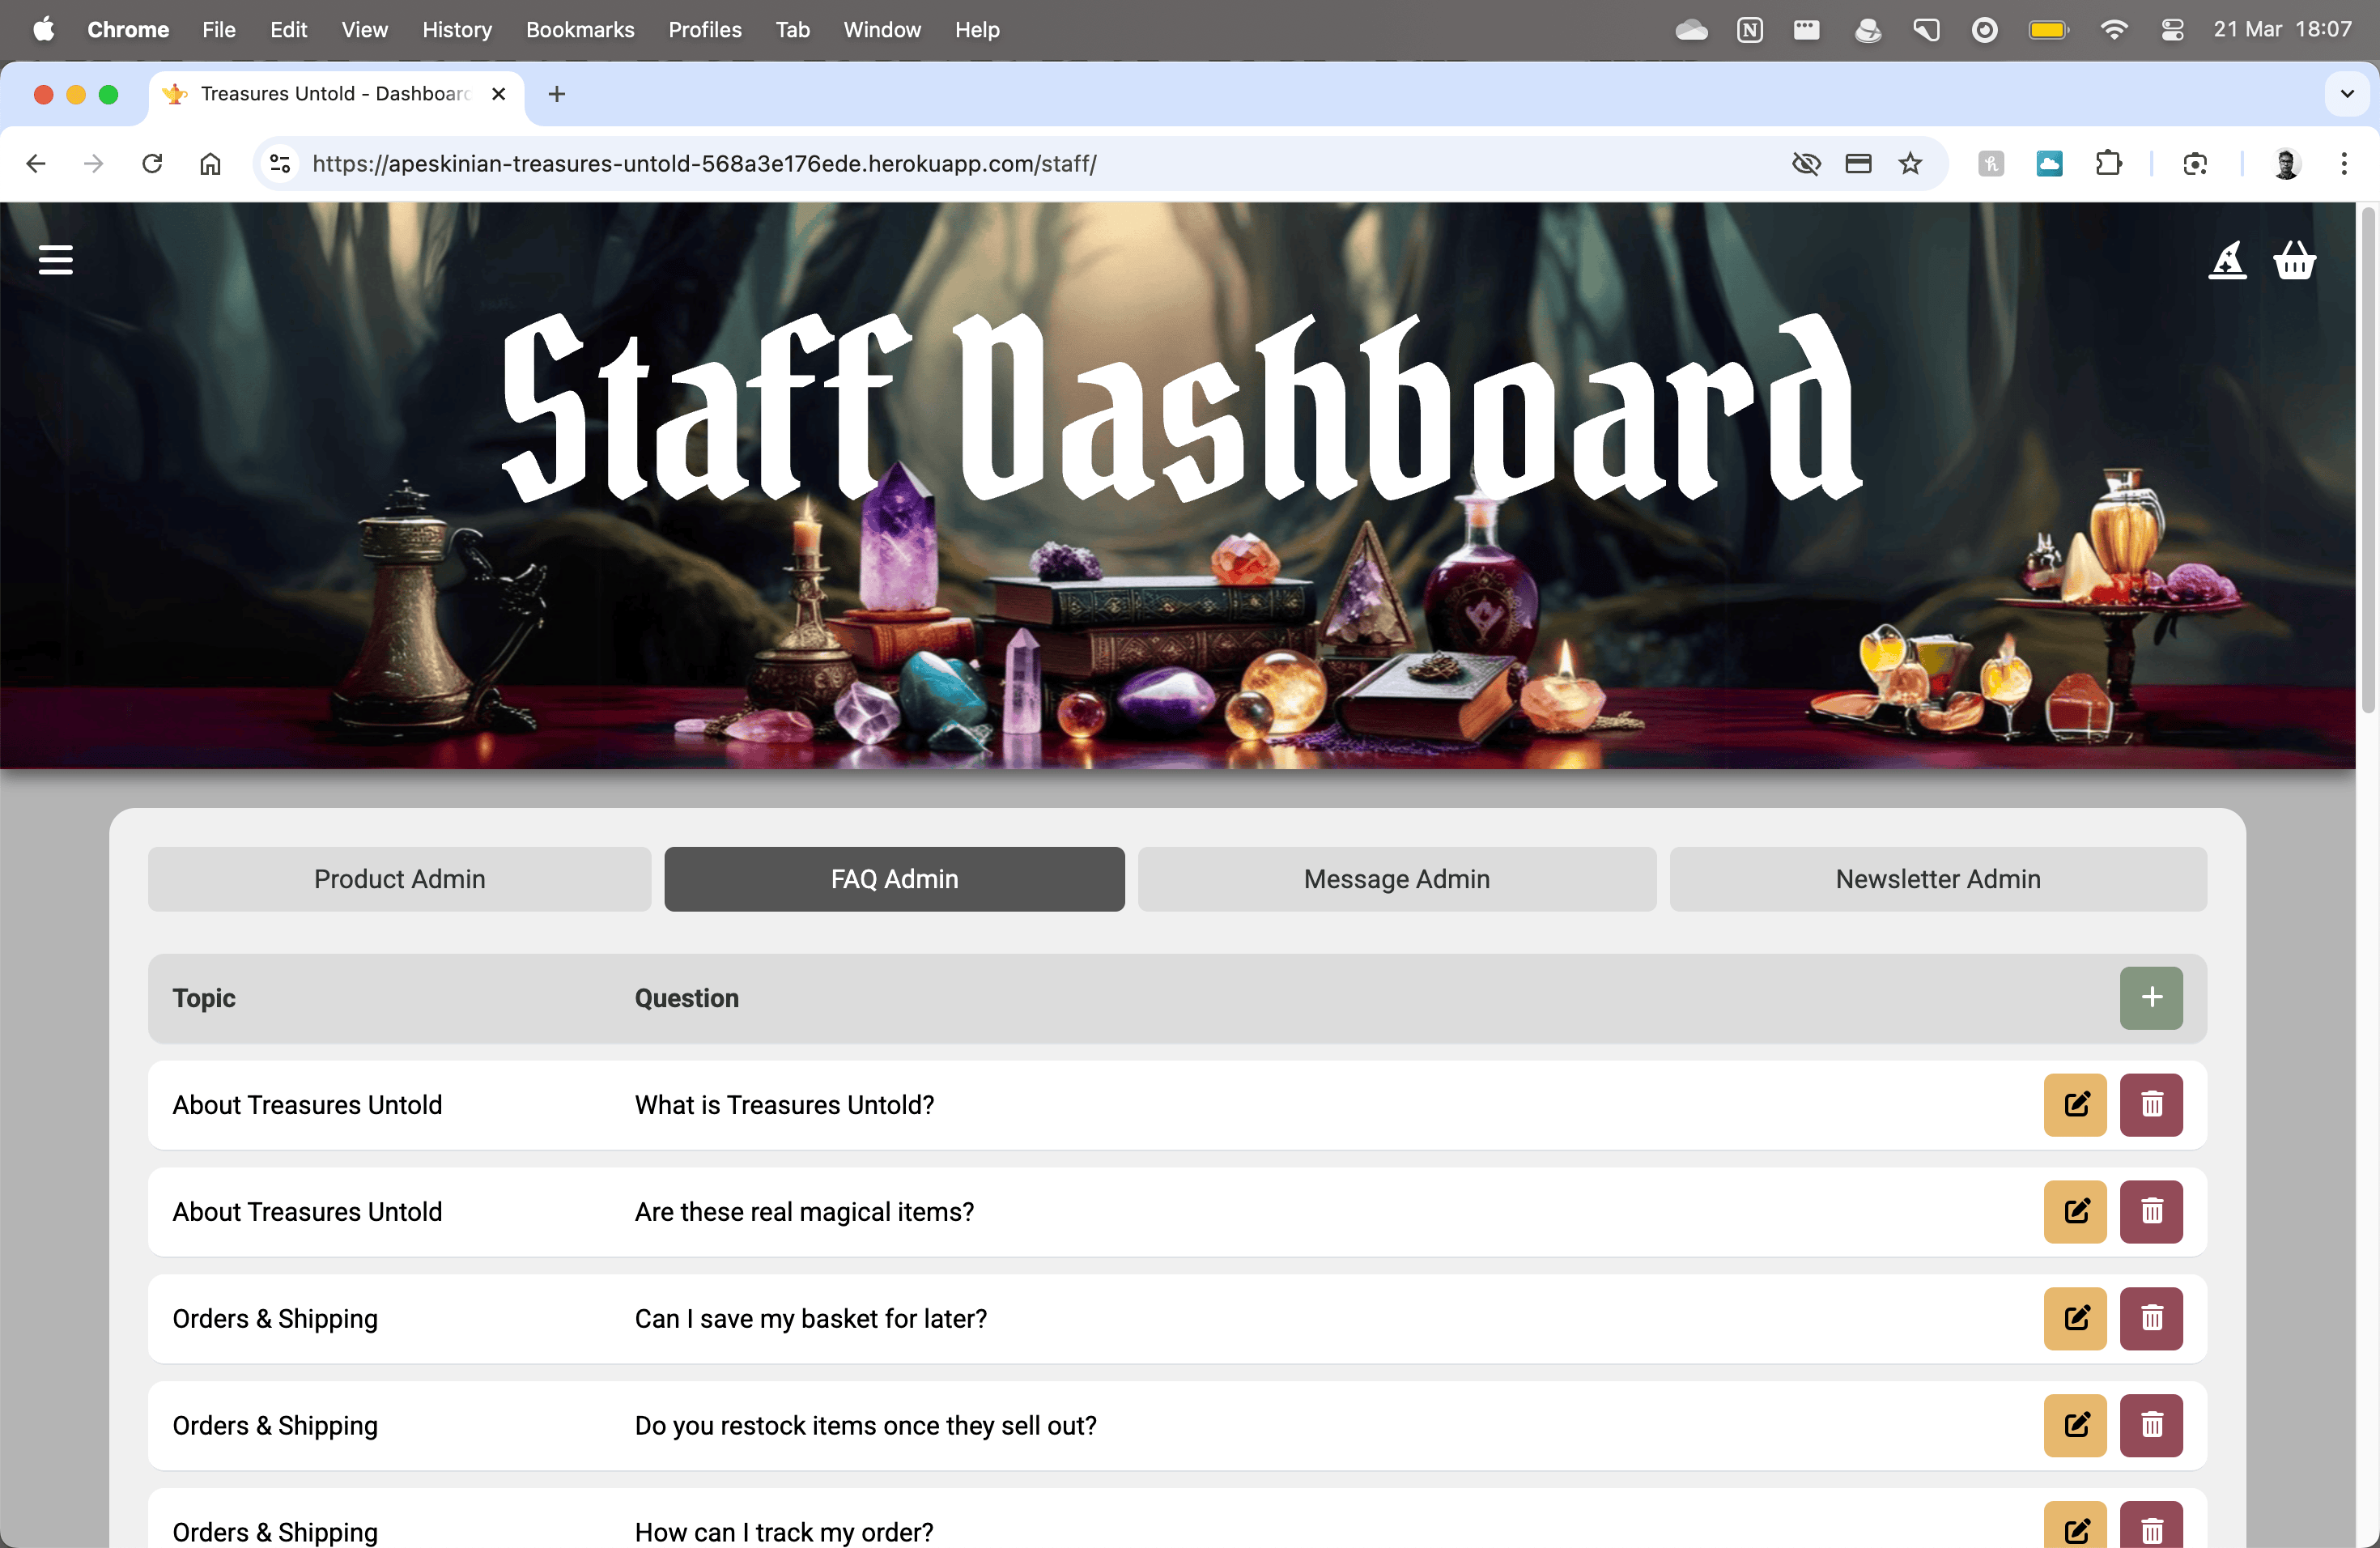 Chrome File Edit View History Bookmarks Profiles Tab Window Help 21 Mar 18:07
Treasures Untold - Dashboard
https://apeskinian-treasures-untold-568a3e176ede.herokuapp.com/staff/
Staff Dashboard
Product Admin FAQ Admin Message Admin Newsletter Admin
Topic Question
About Treasures Untold What is Treasures Untold?
About Treasures Untold Are these real magical items?
Orders & Shipping Can I save my basket for later?
Orders & Shipping Do you restock items once they sell out?
Orders & Shipping How can I track my order?